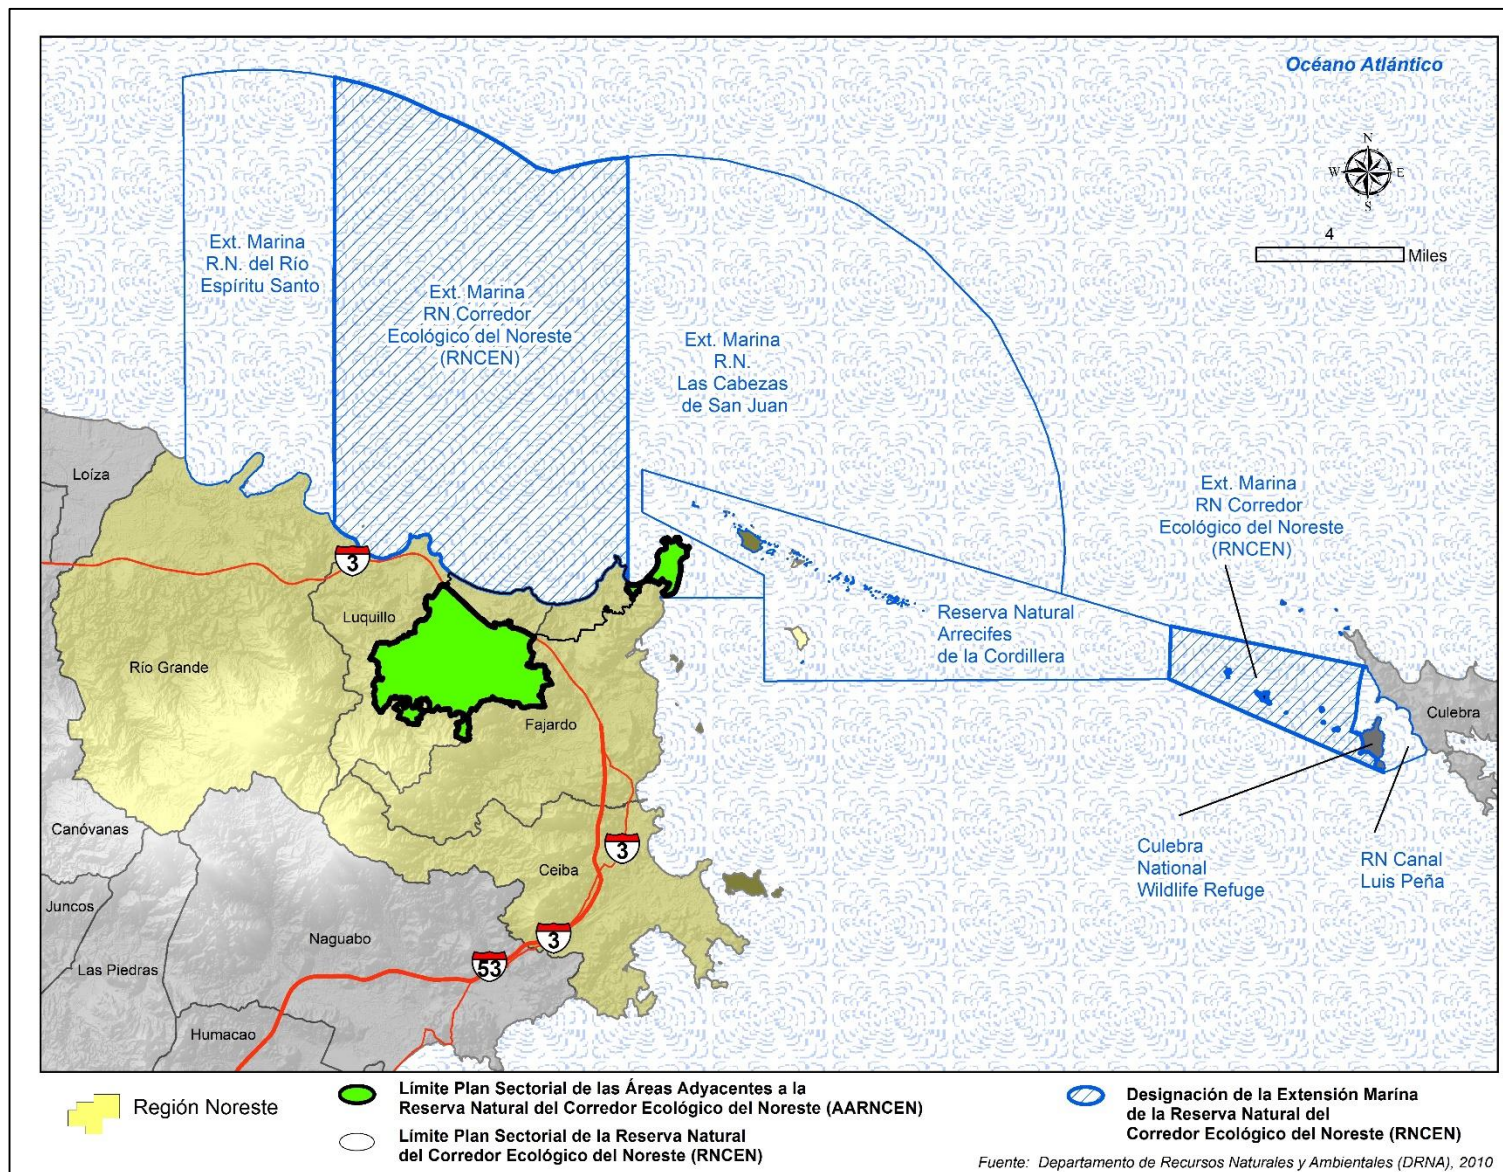 Océano Atlántico
N
W
E
S
4
Miles
Ext. Marina
R.N. del Río
Espíritu Santo
Ext. Marina
RN Corredor
Ecológico del Noreste
(RNCEN)
Ext. Marina
R.N.
Las Cabezas
de San Juan
Loíza
3
Ext. Marina
RN Corredor
Ecológico del Noreste
(RNCEN)
Luquillo
Reserva Natural
Arrecifes
de la Cordillera
Río Grande
Fajardo
Culebra
Canóvanas
3
Ceiba
Culebra
National
Wildlife Refuge
RN Canal
Luis Peña
Juncos
Naguabo
3
53
Las Piedras
Humacao
Región Noreste
Límite Plan Sectorial de las Áreas Adyacentes a la
Reserva Natural del Corredor Ecológico del Noreste (AARNCEN)
Límite Plan Sectorial de la Reserva Natural
del Corredor Ecológico del Noreste (RNCEN)
Designación de la Extensión Marína
de la Reserva Natural del
Corredor Ecológico del Noreste (RNCEN)
Fuente: Departamento de Recursos Naturales y Ambientales (DRNA), 2010